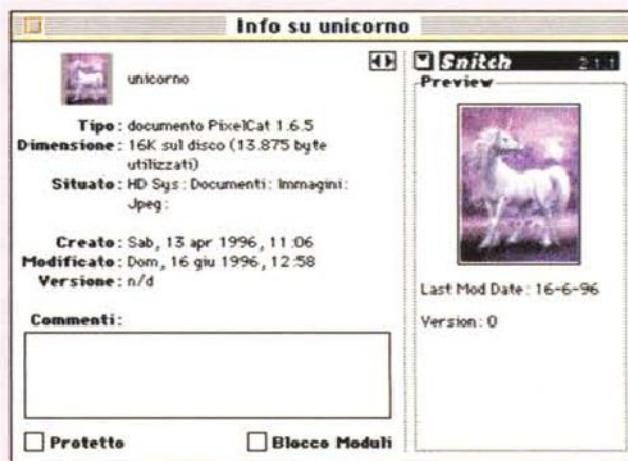 Info su unicorno
unicorno
Tipo: documento PixelCat 1.6.5
Dimensione: 16K sul disco (13.875 byte
utilizzati)
Situato: HD Sys: Documenti: Immagini:
Jpeg:
Creato: Sab, 13 apr 1996, 11:06
Modificato: Dom, 16 giu 1996, 12:58
Versione: n/d
Commenti:
Protetto
Blocco Moduli
Snitch 2.1.1
Preview
Last Mod Date: 16-6-96
Version: 0